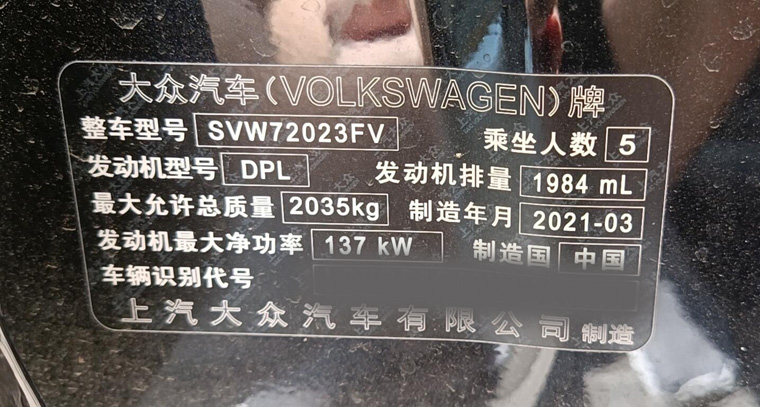 大众汽车(VOLKSWAGEN)牌
整车型号 SVW72023FV 乘坐人数 5
发动机型号 DPL 发动机排量 1984 mL
最大允许总质量 2035kg 制造年月 2021-03
发动机最大净功率 137 kW 制造国 中国
车辆识别代号
上汽大众汽车有限公司 制造